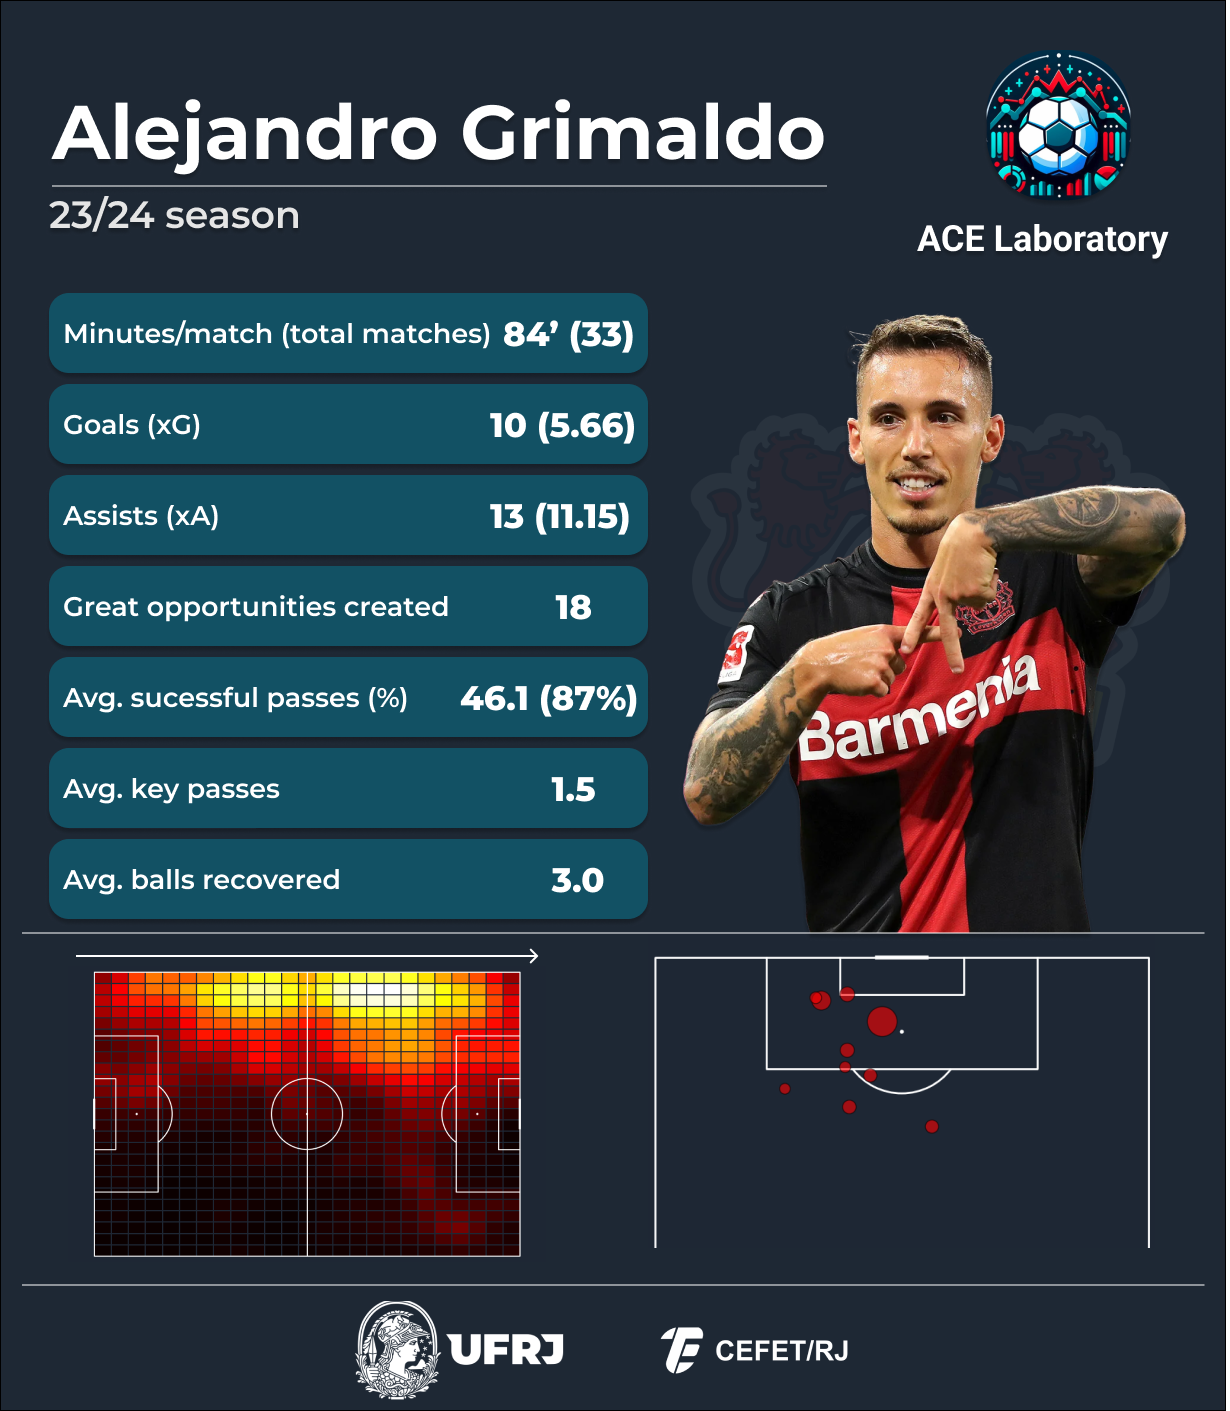 Alejandro Grimaldo
23/24 season
ACE Laboratory
Minutes/match (total matches) 84’ (33)
Goals (xG) 10 (5.66)
Assists (xA) 13 (11.15)
Great opportunities created 18
Avg. sucessful passes (%) 46.1 (87%)
Avg. key passes 1.5
Avg. balls recovered 3.0
Barmenia
UFRJ
CEFET/RJ